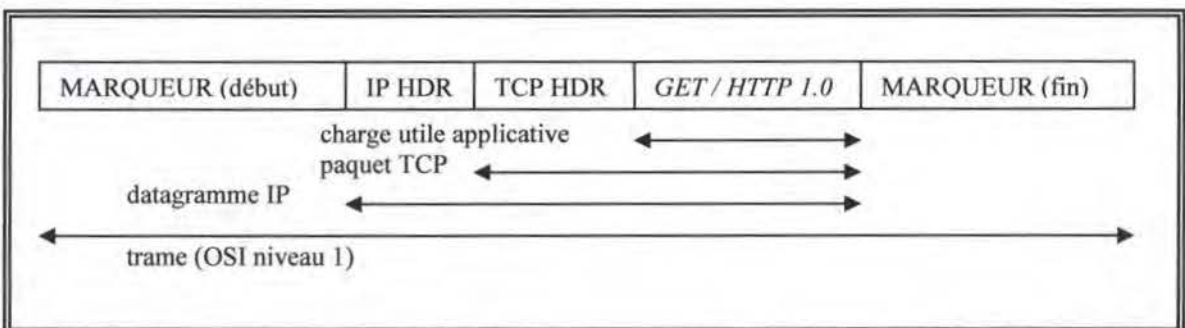 MARQUEUR (début) IP HDR TCP HDR GET / HTTP 1.0 MARQUEUR (fin)
charge utile applicative
paquet TCP
datagramme IP
trame (OSI niveau 1)